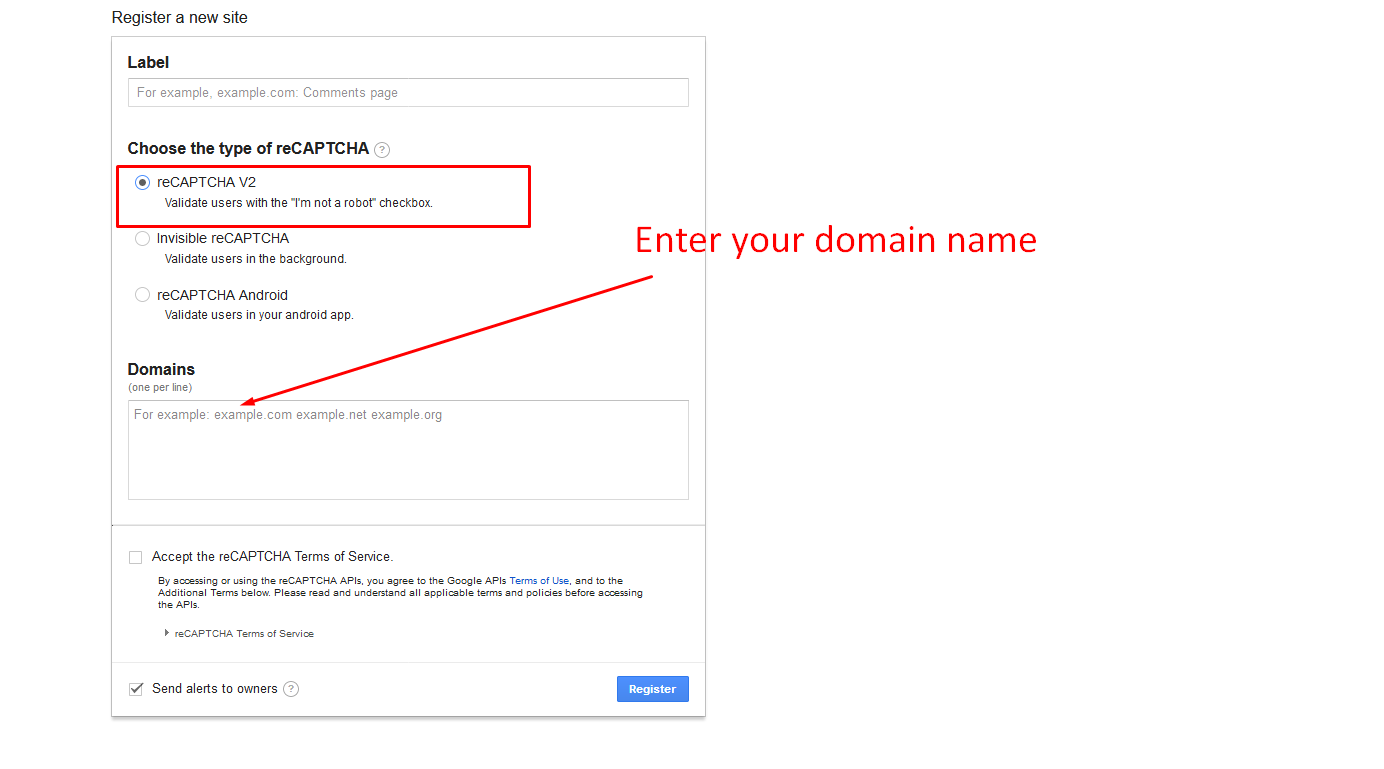 Register a new site
Label
For example, example.com: Comments page
Choose the type of reCAPTCHA ?
reCAPTCHA V2
Validate users with the "I'm not a robot" checkbox.
Invisible reCAPTCHA
Validate users in the background.
Enter your domain name
reCAPTCHA Android
Validate users in your android app.
Domains
(one per line)
For example: example.com example.net example.org
Accept the reCAPTCHA Terms of Service.
By accessing or using the reCAPTCHA APIs, you agree to the Google APIs Terms of Use, and to the
Additional Terms below. Please read and understand all applicable terms and policies before accessing
the APIs.
reCAPTCHA Terms of Service
Send alerts to owners ?
Register